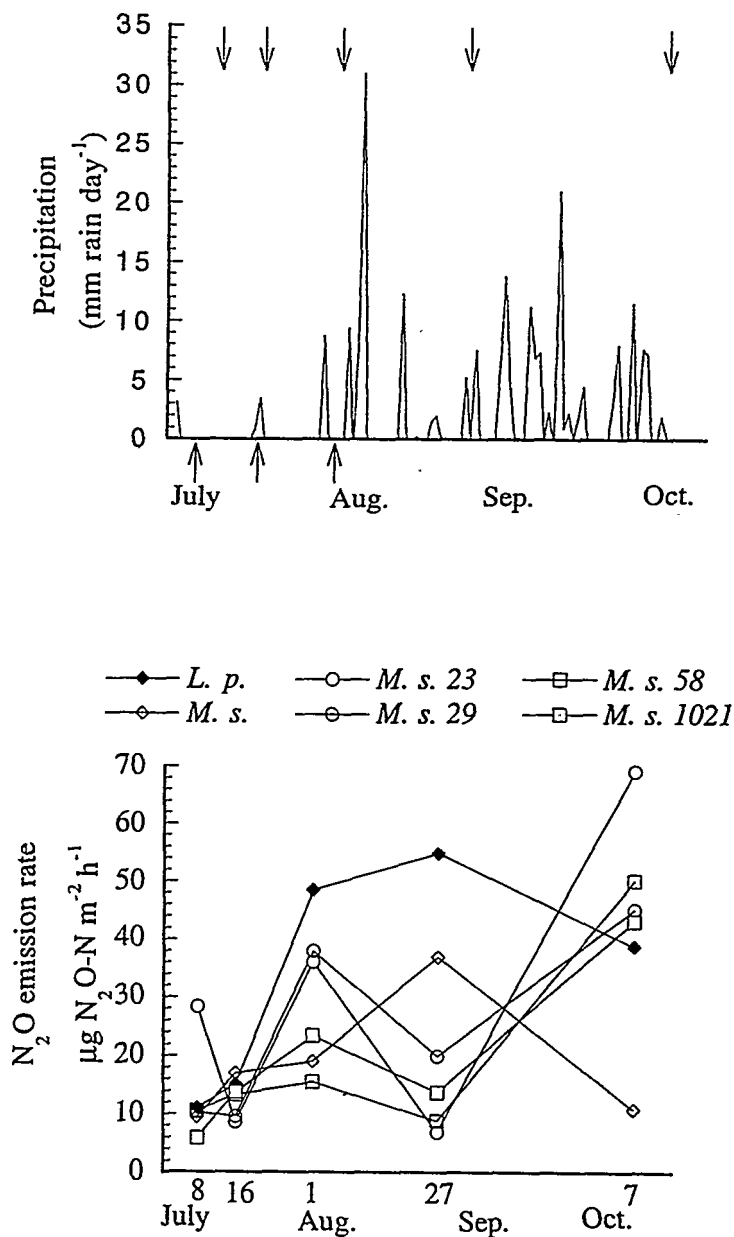 35
30
25
20
15
10
5
0
Precipitation
(mm rain day⁻¹)
July Aug. Sep. Oct.
L. p. M. s. 23 M. s. 58
M. s. M. s. 29 M. s. 1021
70
60
50
40
30
20
10
0
N₂O emission rate
µg N₂O-N m⁻² h⁻¹
8 16 1 27 7
July Aug. Sep. Oct.